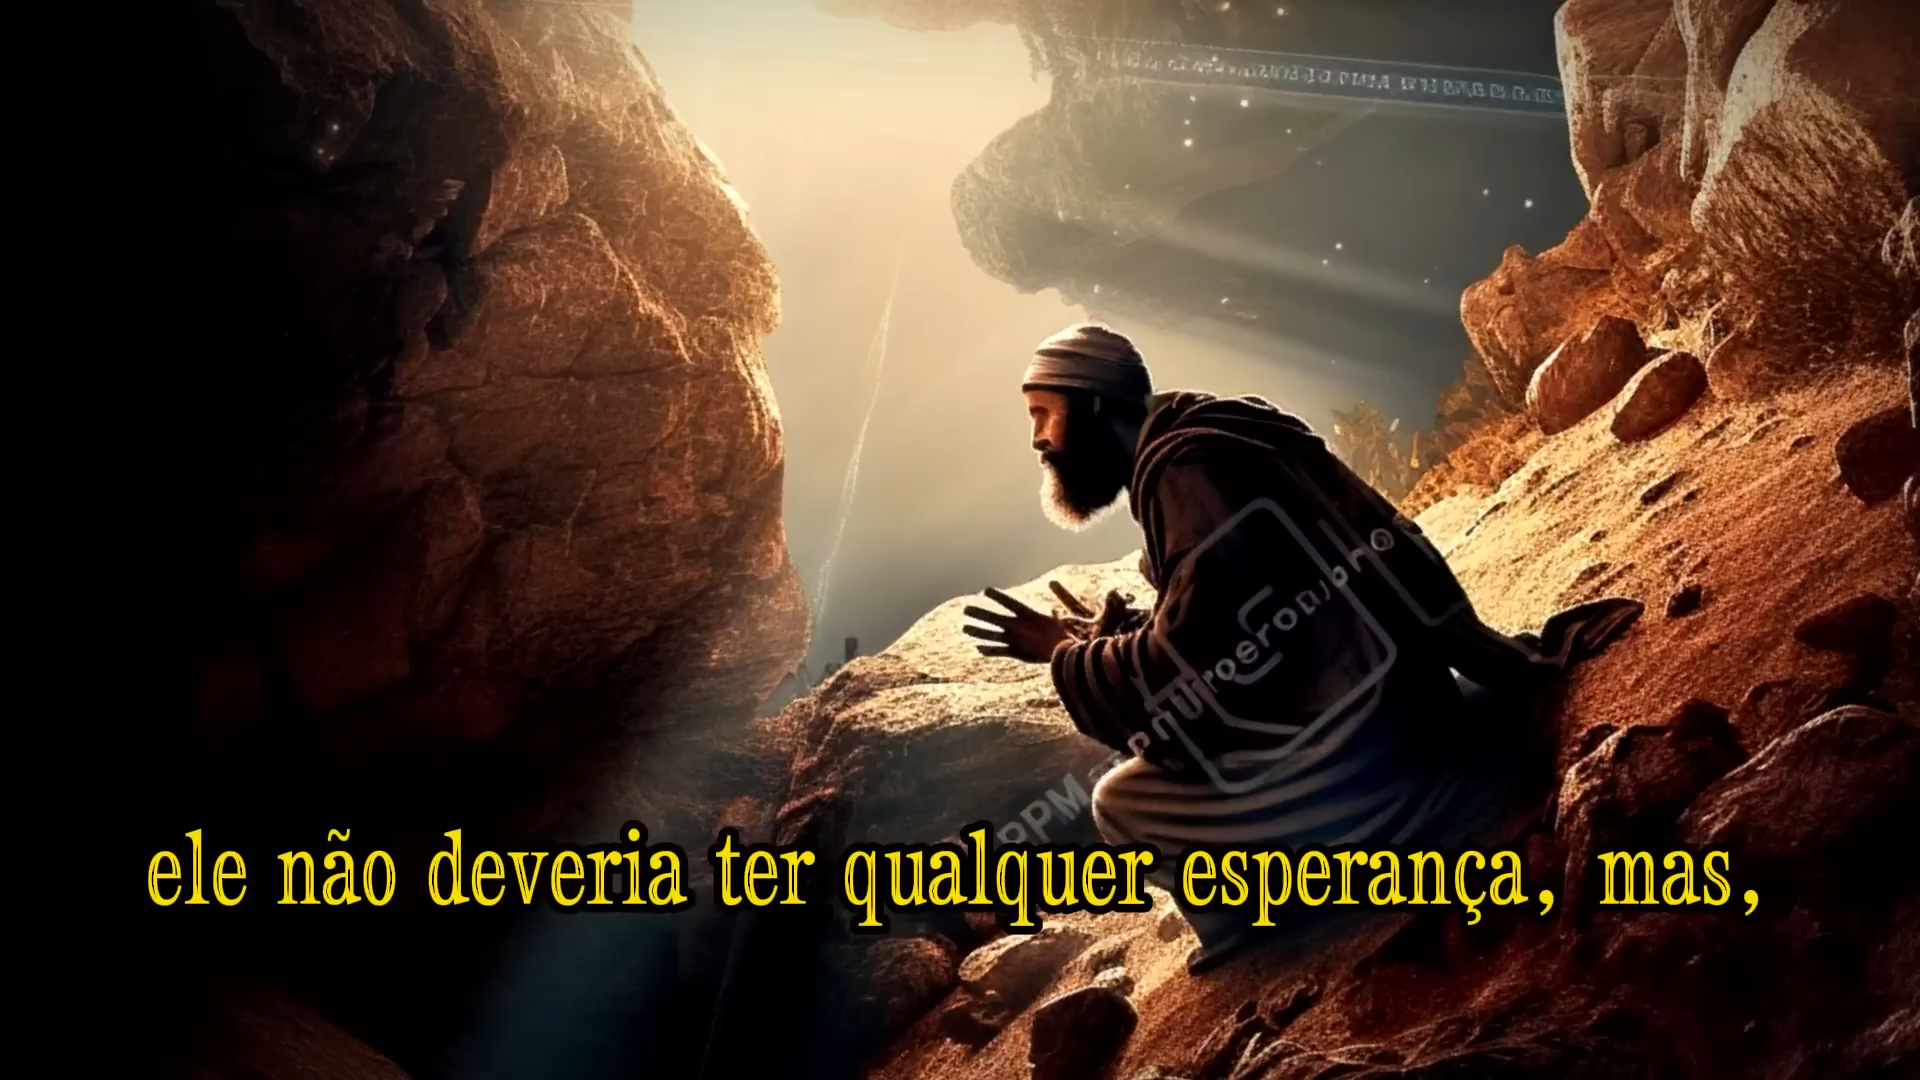 ele não deveria ter qualquer esperança, mas,